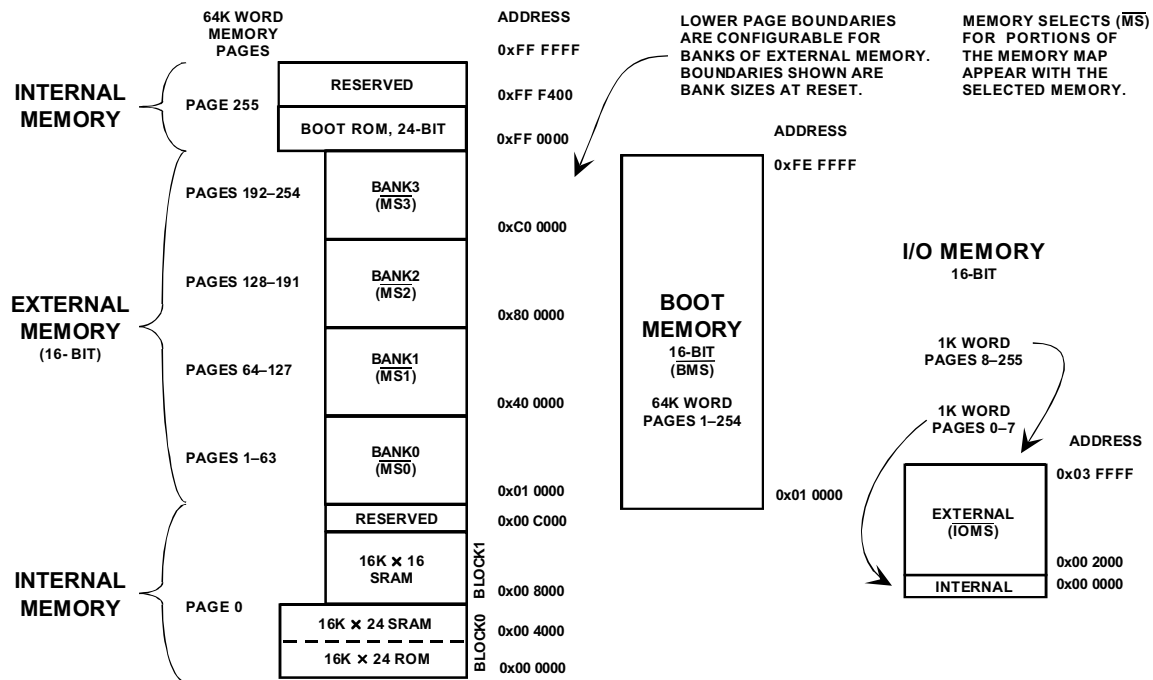 64K WORD
MEMORY
PAGES
ADDRESS
0xFF FFFF
INTERNAL
MEMORY
PAGE 255
RESERVED
0xFF F400
BOOT ROM, 24-BIT
0xFF 0000
EXTERNAL
MEMORY
(16- BIT)
PAGES 192–254
BANK3
(MS3)
0xC0 0000
PAGES 128–191
BANK2
(MS2)
0x80 0000
PAGES 64–127
BANK1
(MS1)
0x40 0000
PAGES 1–63
BANK0
(MS0)
0x01 0000
INTERNAL
MEMORY
PAGE 0
RESERVED
0x00 C000
16K × 16
SRAM
BLOCK1
0x00 8000
16K × 24 SRAM
0x00 4000
BLOCK0
16K × 24 ROM
0x00 0000
LOWER PAGE BOUNDARIES
ARE CONFIGURABLE FOR
BANKS OF EXTERNAL MEMORY.
BOUNDARIES SHOWN ARE
BANK SIZES AT RESET.
MEMORY SELECTS (MS)
FOR PORTIONS OF
THE MEMORY MAP
APPEAR WITH THE
SELECTED MEMORY.
ADDRESS
0xFE FFFF
BOOT
MEMORY
16-BIT
(BMS)
64K WORD
PAGES 1–254
0x01 0000
I/O MEMORY
16-BIT
1K WORD
PAGES 8–255
1K WORD
PAGES 0–7
ADDRESS
0x03 FFFF
EXTERNAL
(IOMS)
0x00 2000
INTERNAL
0x00 0000